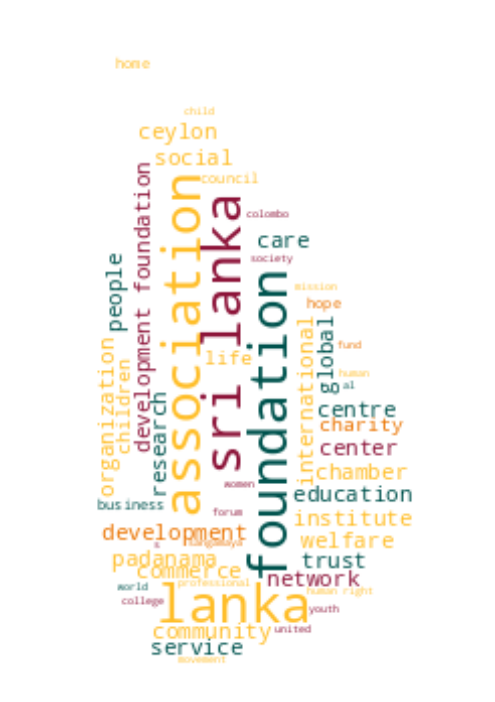 home
child
ceylon
social
council
association
sri lanka
development foundation
colombo
care
society
people
foundation
mission
hope
international
global
fund
life
organization
children
human
al
research
centre
charity
center
chamber
women
education
business
forum
institute
development
welfare
s
sangamaya
padanama
commerce
trust
network
world
professional
human right
lanka
college
youth
community
united
service
movement